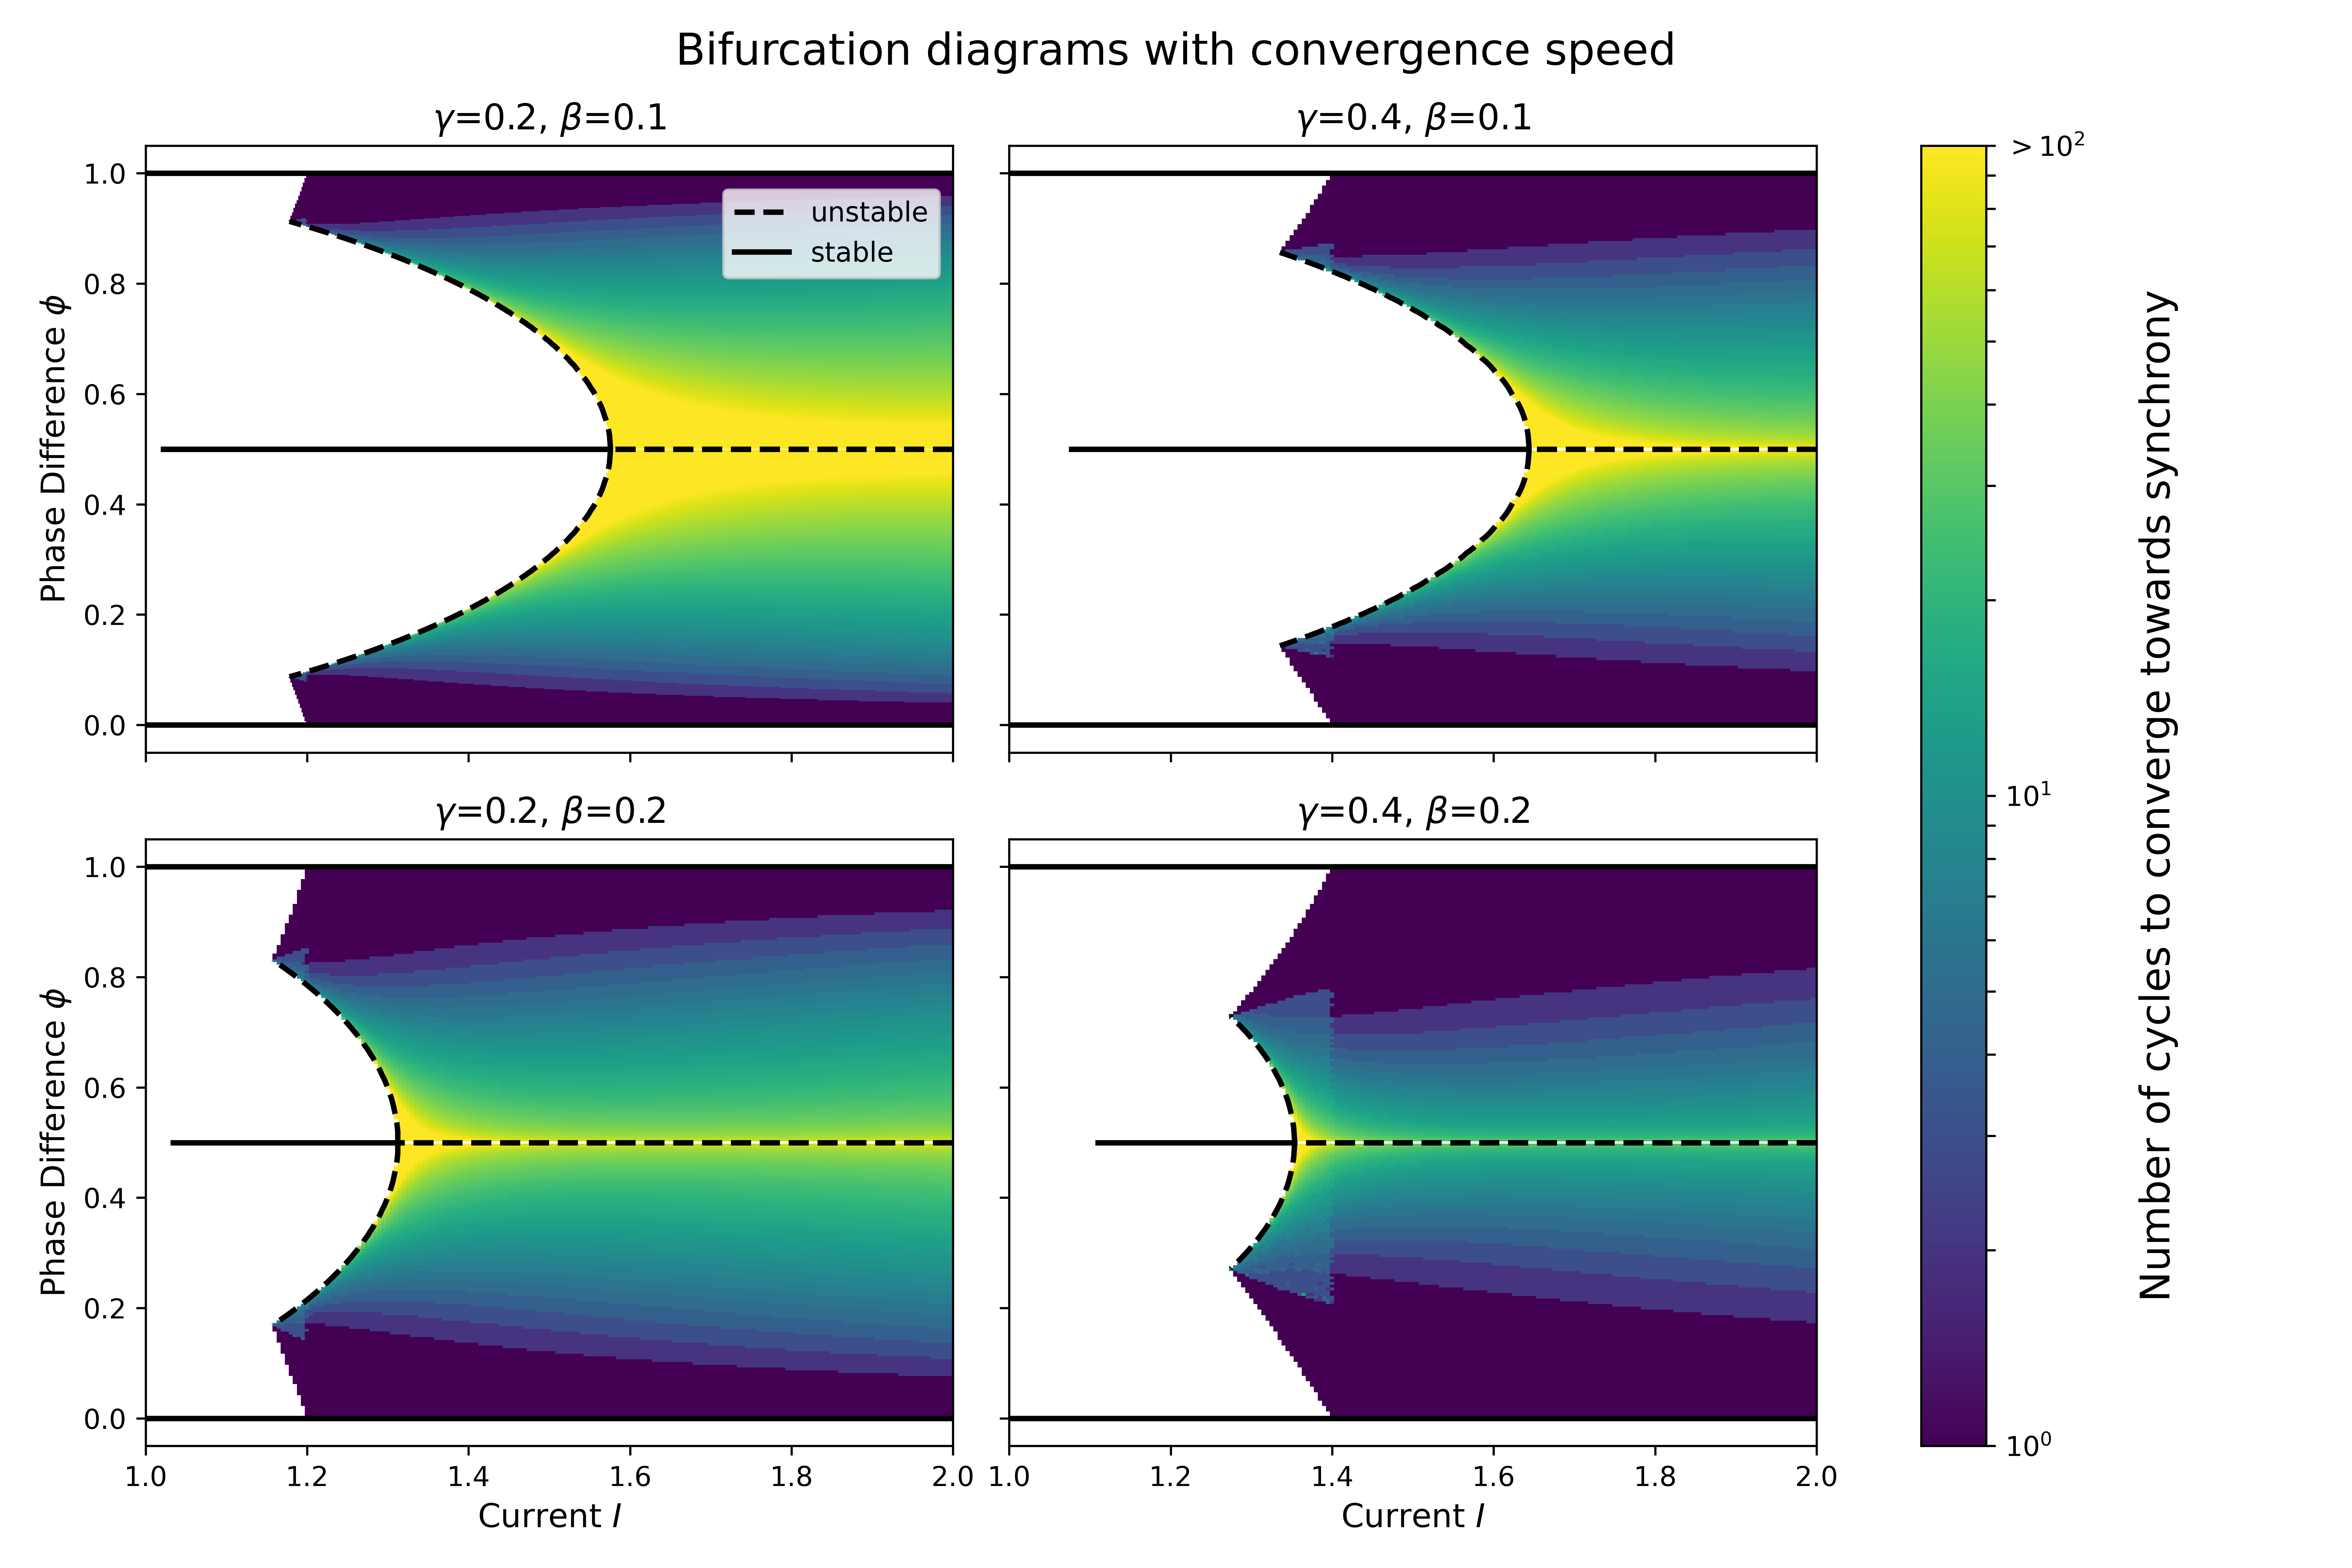 Bifurcation diagrams with convergence speed
γ=0.2, β=0.1
γ=0.4, β=0.1
1.0
0.8
0.6
0.4
0.2
0.0
Phase Difference ϕ
unstable
stable
γ=0.2, β=0.2
γ=0.4, β=0.2
1.0
0.8
0.6
0.4
0.2
0.0
Phase Difference ϕ
1.0 1.2 1.4 1.6 1.8 2.0
Current I
1.0 1.2 1.4 1.6 1.8 2.0
Current I
> 10²
10¹
10⁰
Number of cycles to converge towards synchrony